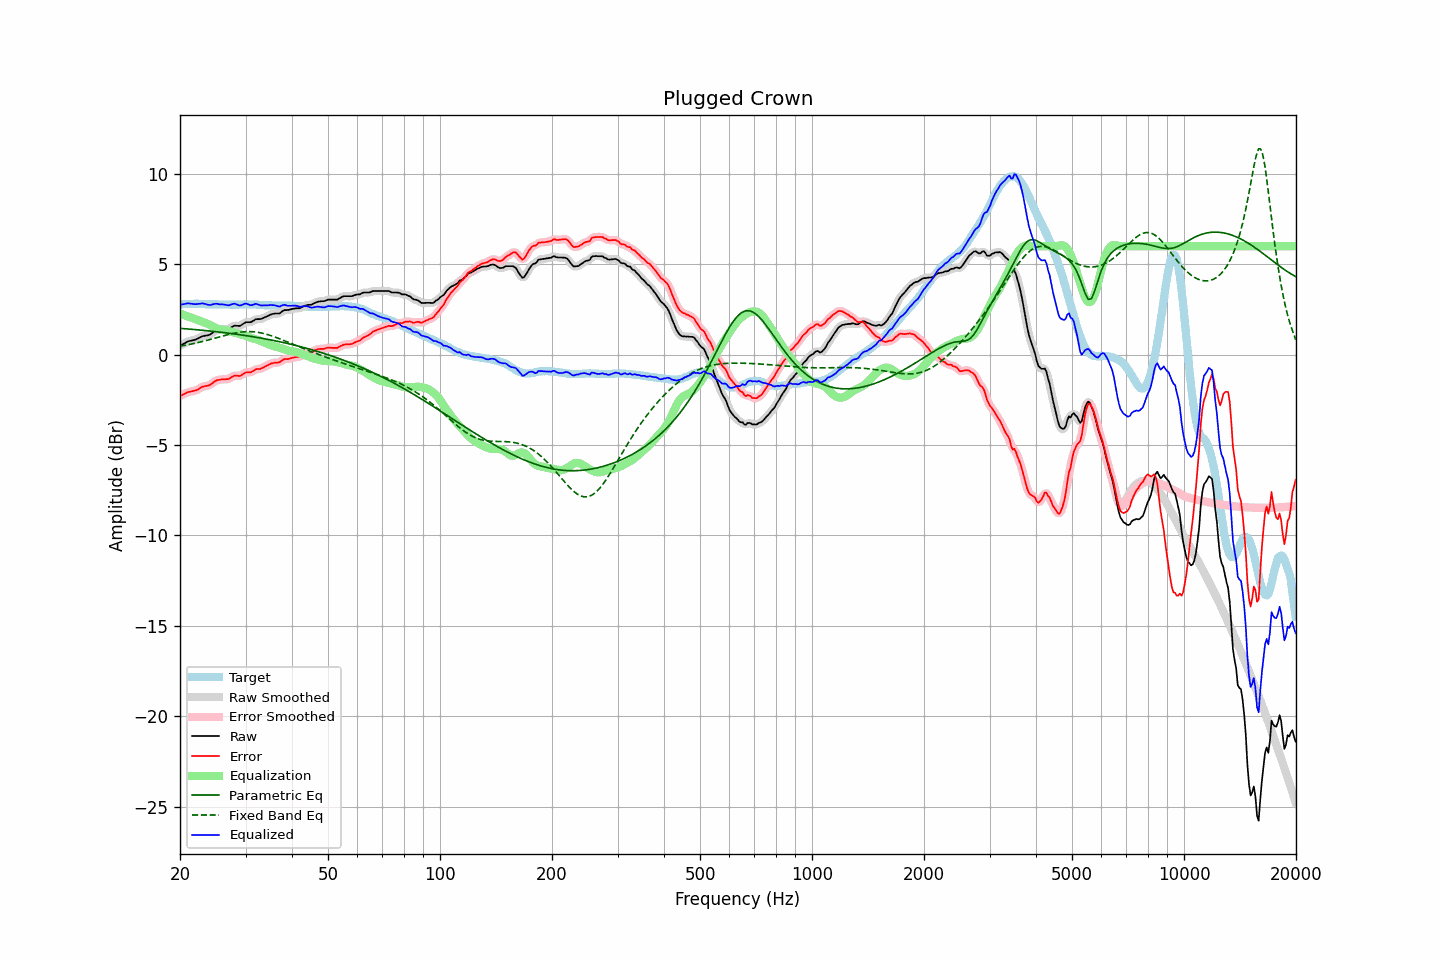 Plugged Crown
Amplitude (dBr)
10
5
0
−5
−10
−15
−20
−25
Target
Raw Smoothed
Error Smoothed
Raw
Error
Equalization
Parametric Eq
Fixed Band Eq
Equalized
20 50 100 200 500 1000 2000 5000 10000 20000
Frequency (Hz)